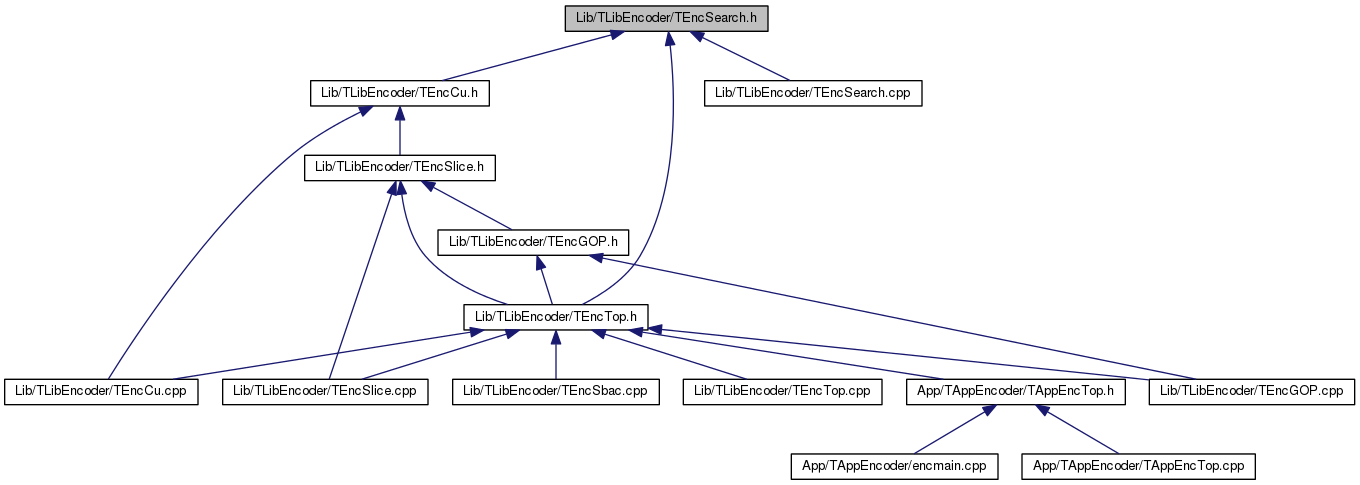 Lib/TLibEncoder/TEncSearch.h
Lib/TLibEncoder/TEncCu.h
Lib/TLibEncoder/TEncSearch.cpp
Lib/TLibEncoder/TEncSlice.h
Lib/TLibEncoder/TEncGOP.h
Lib/TLibEncoder/TEncTop.h
Lib/TLibEncoder/TEncCu.cpp
Lib/TLibEncoder/TEncSlice.cpp
Lib/TLibEncoder/TEncSbac.cpp
Lib/TLibEncoder/TEncTop.cpp
App/TAppEncoder/TAppEncTop.h
Lib/TLibEncoder/TEncGOP.cpp
App/TAppEncoder/encmain.cpp
App/TAppEncoder/TAppEncTop.cpp